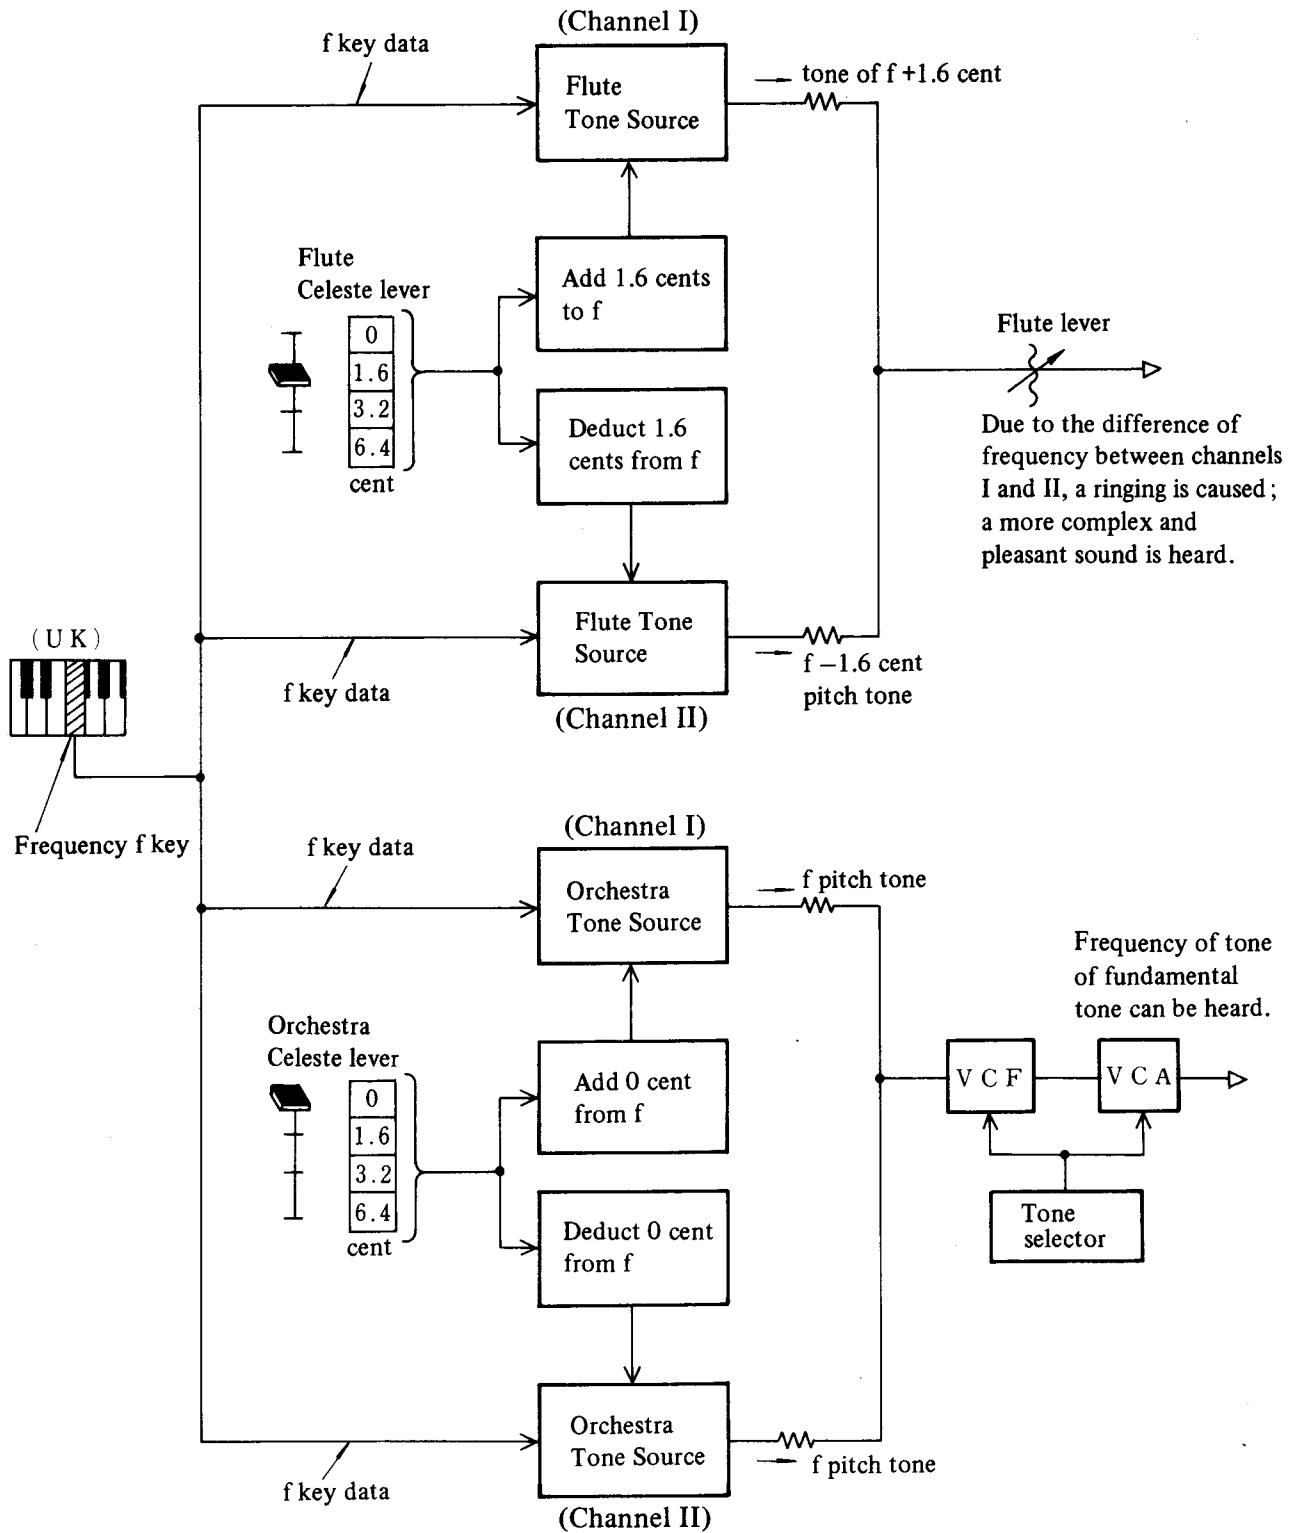 (Channel I)
f key data
Flute
Tone Source
tone of f +1.6 cent
Flute
Celeste lever
0
1.6
3.2
6.4
cent
Add 1.6 cents
to f
Deduct 1.6
cents from f
Flute lever
Due to the difference of
frequency between channels
I and II, a ringing is caused;
a more complex and
pleasant sound is heard.
f key data
Flute Tone
Source
(Channel II)
f −1.6 cent
pitch tone
(UK)
Frequency f key
(Channel I)
f key data
Orchestra
Tone Source
f pitch tone
Orchestra
Celeste lever
0
1.6
3.2
6.4
cent
Add 0 cent
from f
Deduct 0 cent
from f
Frequency of tone
of fundamental
tone can be heard.
VCF
VCA
Tone
selector
f key data
Orchestra
Tone Source
(Channel II)
f pitch tone